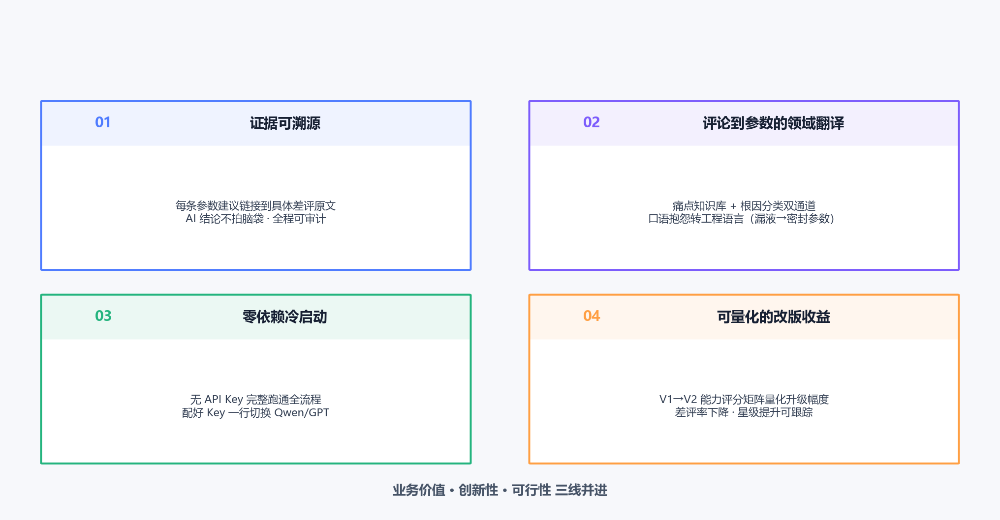 01
证据可溯源
每条参数建议链接到具体差评原文
AI 结论不拍脑袋 · 全程可审计
02
评论到参数的领域翻译
痛点知识库 + 根因分类双通道
口语抱怨转工程语言（漏液→密封参数）
03
零依赖冷启动
无 API Key 完整跑通全流程
配好 Key 一行切换 Qwen/GPT
04
可量化的改版收益
V1→V2 能力评分矩阵量化升级幅度
差评率下降 · 星级提升可跟踪
业务价值 • 创新性 • 可行性 三线并进